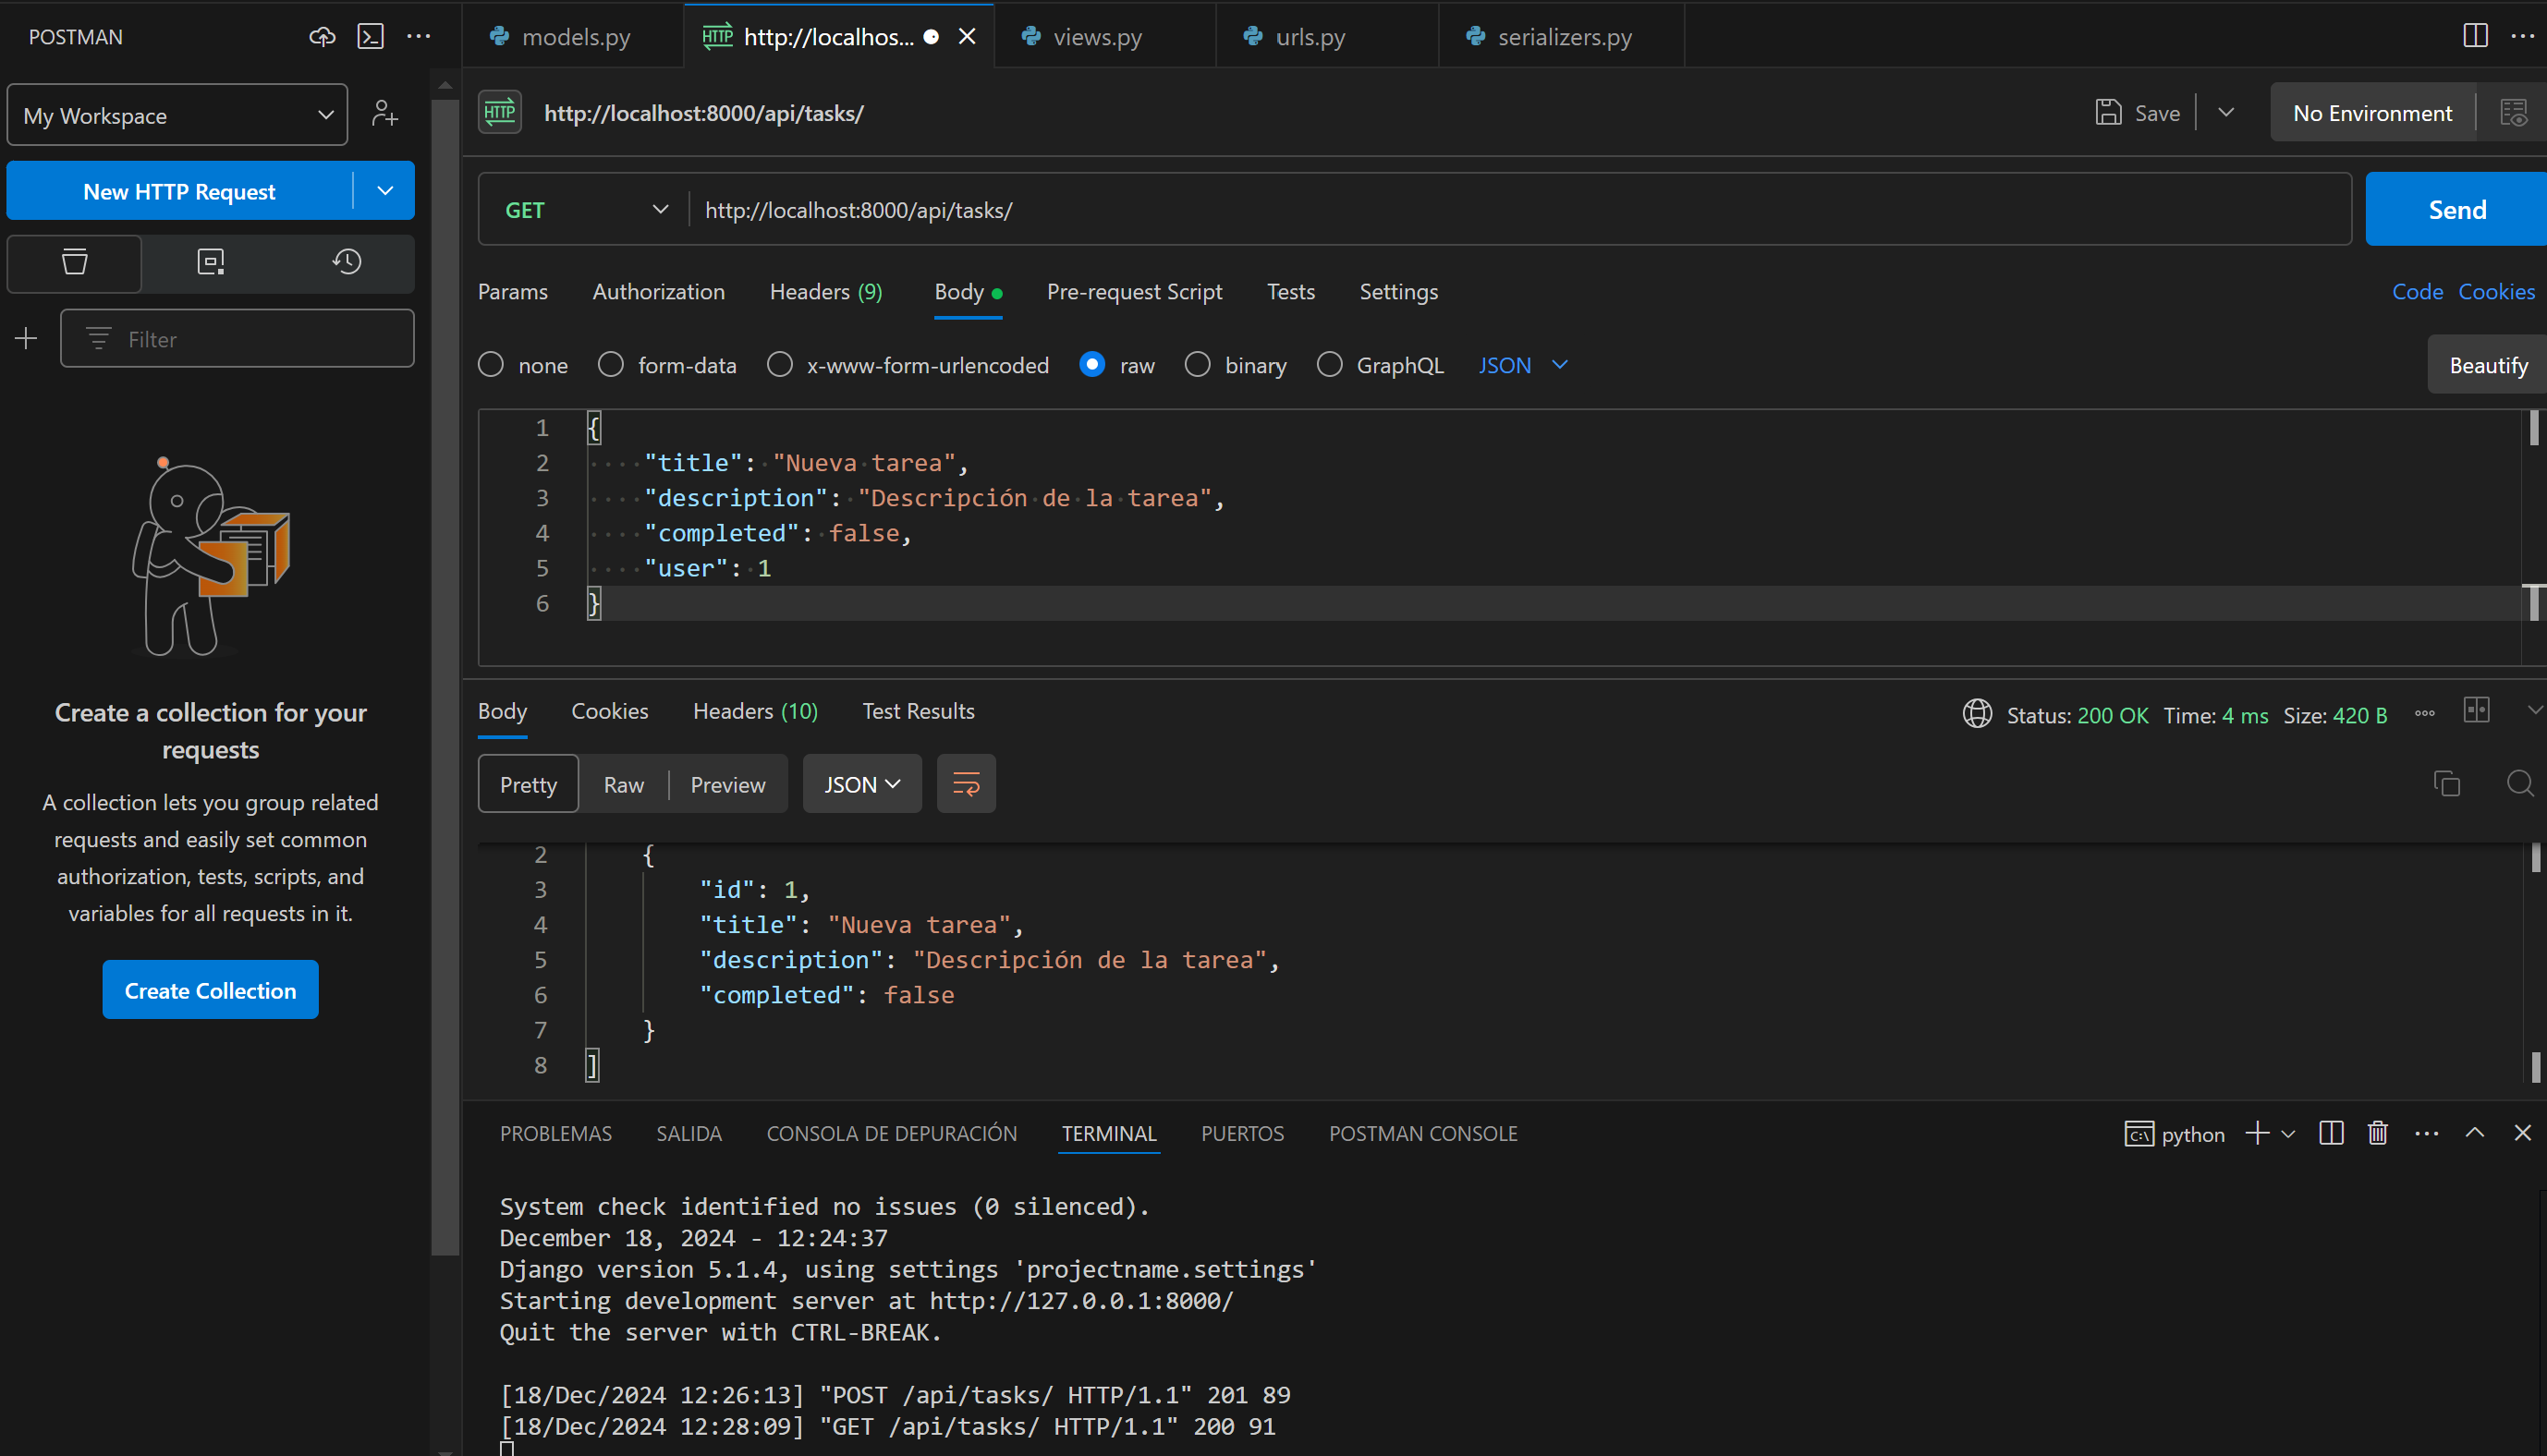 POSTMAN
My Workspace
New HTTP Request
Filter
Create a collection for your
requests
A collection lets you group related
requests and easily set common
authorization, tests, scripts, and
variables for all requests in it.
Create Collection
models.py
HTTP http://localhos...
views.py
urls.py
serializers.py
HTTP http://localhost:8000/api/tasks/
Save
No Environment
GET http://localhost:8000/api/tasks/
Send
Params Authorization Headers (9) Body Pre-request Script Tests Settings
Code Cookies
none form-data x-www-form-urlencoded raw binary GraphQL JSON
Beautify
1 {
2 "title": "Nueva tarea",
3 "description": "Descripción de la tarea",
4 "completed": false,
5 "user": 1
6 }
Body Cookies Headers (10) Test Results
Status: 200 OK Time: 4 ms Size: 420 B
Pretty Raw Preview JSON
2 {
3 "id": 1,
4 "title": "Nueva tarea",
5 "description": "Descripción de la tarea",
6 "completed": false
7 }
8 ]
PROBLEMAS SALIDA CONSOLA DE DEPURACIÓN TERMINAL PUERTOS POSTMAN CONSOLE
python
System check identified no issues (0 silenced).
December 18, 2024 - 12:24:37
Django version 5.1.4, using settings 'projectname.settings'
Starting development server at http://127.0.0.1:8000/
Quit the server with CTRL-BREAK.
[18/Dec/2024 12:26:13] "POST /api/tasks/ HTTP/1.1" 201 89
[18/Dec/2024 12:28:09] "GET /api/tasks/ HTTP/1.1" 200 91